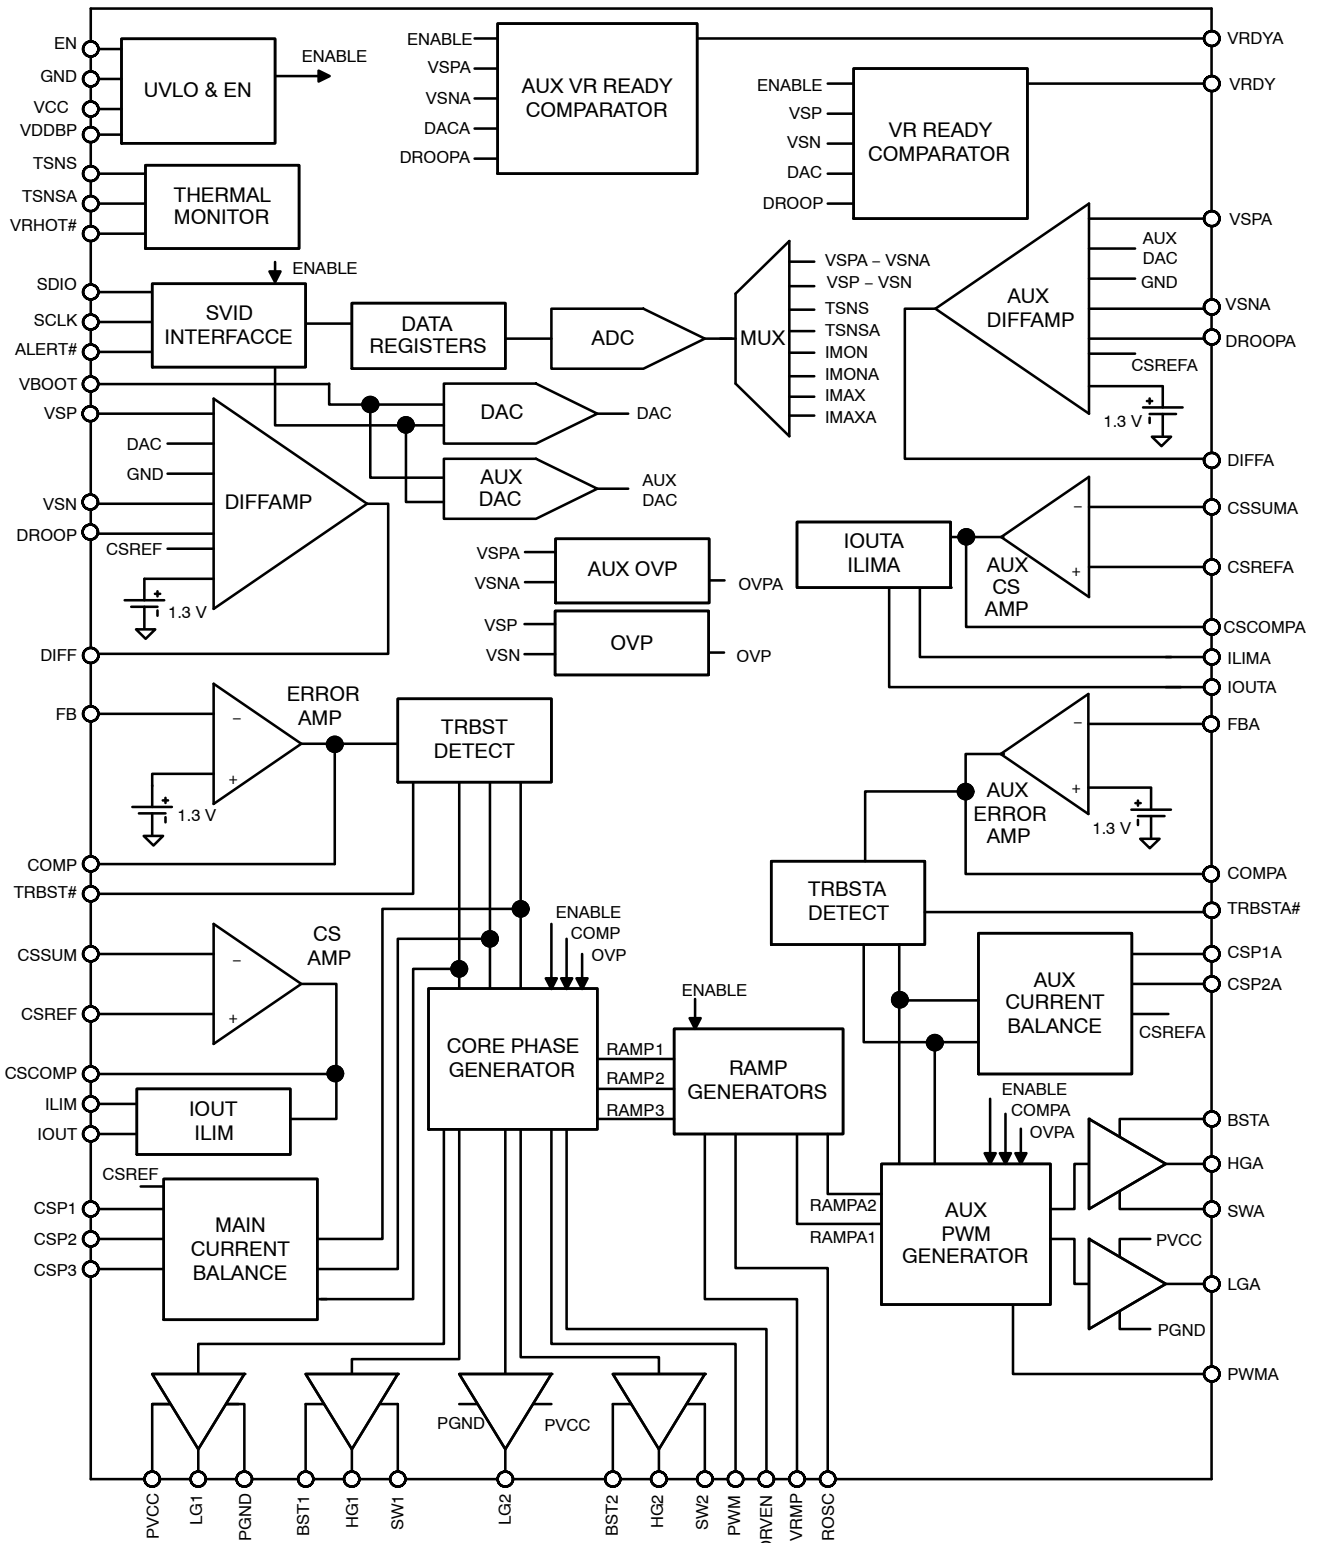 EN
GND
VCC
VDDBP
UVLO & EN
ENABLE
ENABLE
VSPA
VSNA
DACA
DROOPA
AUX VR READY
COMPARATOR
VRDYA
ENABLE
VSP
VSN
DAC
DROOP
VR READY
COMPARATOR
VRDY
TSNS
TSNSA
VRHOT#
THERMAL
MONITOR
ENABLE
SDIO
SCLK
ALERT#
SVID
INTERFACCE
DATA
REGISTERS
ADC
MUX
VSPA – VSNA
VSP – VSN
TSNS
TSNSA
IMON
IMONA
IMAX
IMAXA
AUX
DIFFAMP
VSPA
AUX
DAC
GND
VSNA
DROOPA
CSREFA
1.3 V
+
DIFFA
VBOOT
VSP
DAC
GND
VSN
DROOP
CSREF
DIFFAMP
+
1.3 V
DIFF
DAC
DAC
AUX
DAC
AUX
DAC
VSPA
VSNA
AUX OVP
OVPA
VSP
VSN
OVP
OVP
IOUTA
ILIMA
AUX
CS
AMP
−
+
CSSUMA
CSREFA
CSCOMPA
ILIMA
IOUTA
FB
−
+
ERROR
AMP
+
1.3 V
COMP
TRBST#
TRBST
DETECT
FBA
−
+
AUX
ERROR
AMP
+
1.3 V
COMPA
TRBSTA
DETECT
TRBSTA#
CSSUM
CSREF
−
+
CS
AMP
CSCOMP
ILIM
IOUT
IOUT
ILIM
ENABLE
COMP
OVP
CORE PHASE
GENERATOR
RAMP1
RAMP2
RAMP3
ENABLE
RAMP
GENERATORS
AUX
CURRENT
BALANCE
CSP1A
CSP2A
CSREFA
ENABLE
COMPA
OVPA
RAMPA2
RAMPA1
AUX
PWM
GENERATOR
BSTA
HGA
SWA
PVCC
LGA
PGND
PWMA
CSREF
CSP1
CSP2
CSP3
MAIN
CURRENT
BALANCE
PGND
PVCC
PVCC
LG1
PGND
BST1
HG1
SW1
LG2
BST2
HG2
SW2
PWM
DRVEN
VRMP
ROSC